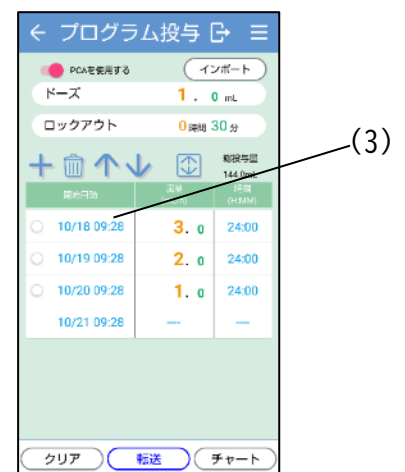 プログラム投与
PCAを使用する
インポート
ドーズ 1. 0 mL
ロックアウト 0 時間 30 分
(3)
総投与量
144.0mL
開始日時 流量 時間
(H:MM)
10/18 09:28 3. 0 24:00
10/19 09:28 2. 0 24:00
10/20 09:28 1. 0 24:00
10/21 09:28 ---- ----
クリア 転送 チャート